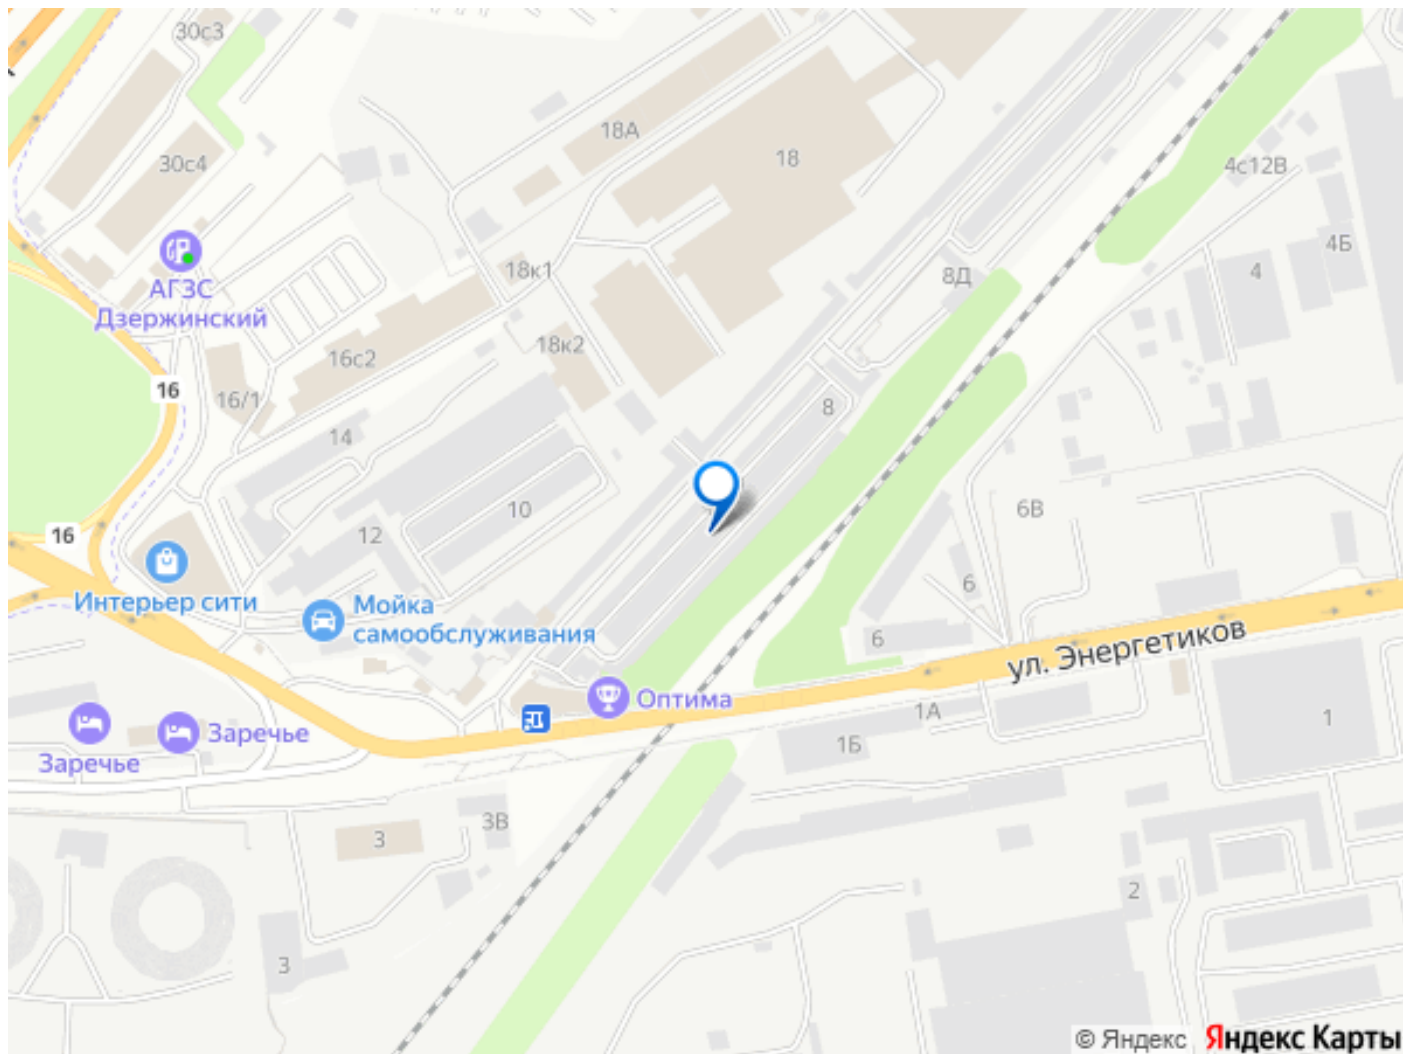 30с3
18А
18
30с4
4с12В
4Б
4
18к1
8Д
АГЗС
Дзержинский
16с2
18к2
16
16/1
8
14
10
6В
16
12
6
Интерьер сити
Мойка
самообслуживания
6
ул. Энергетиков
Оптима
1А
1
Заречье
Заречье
1Б
3В
3
2
3
© Яндекс
Яндекс Карты